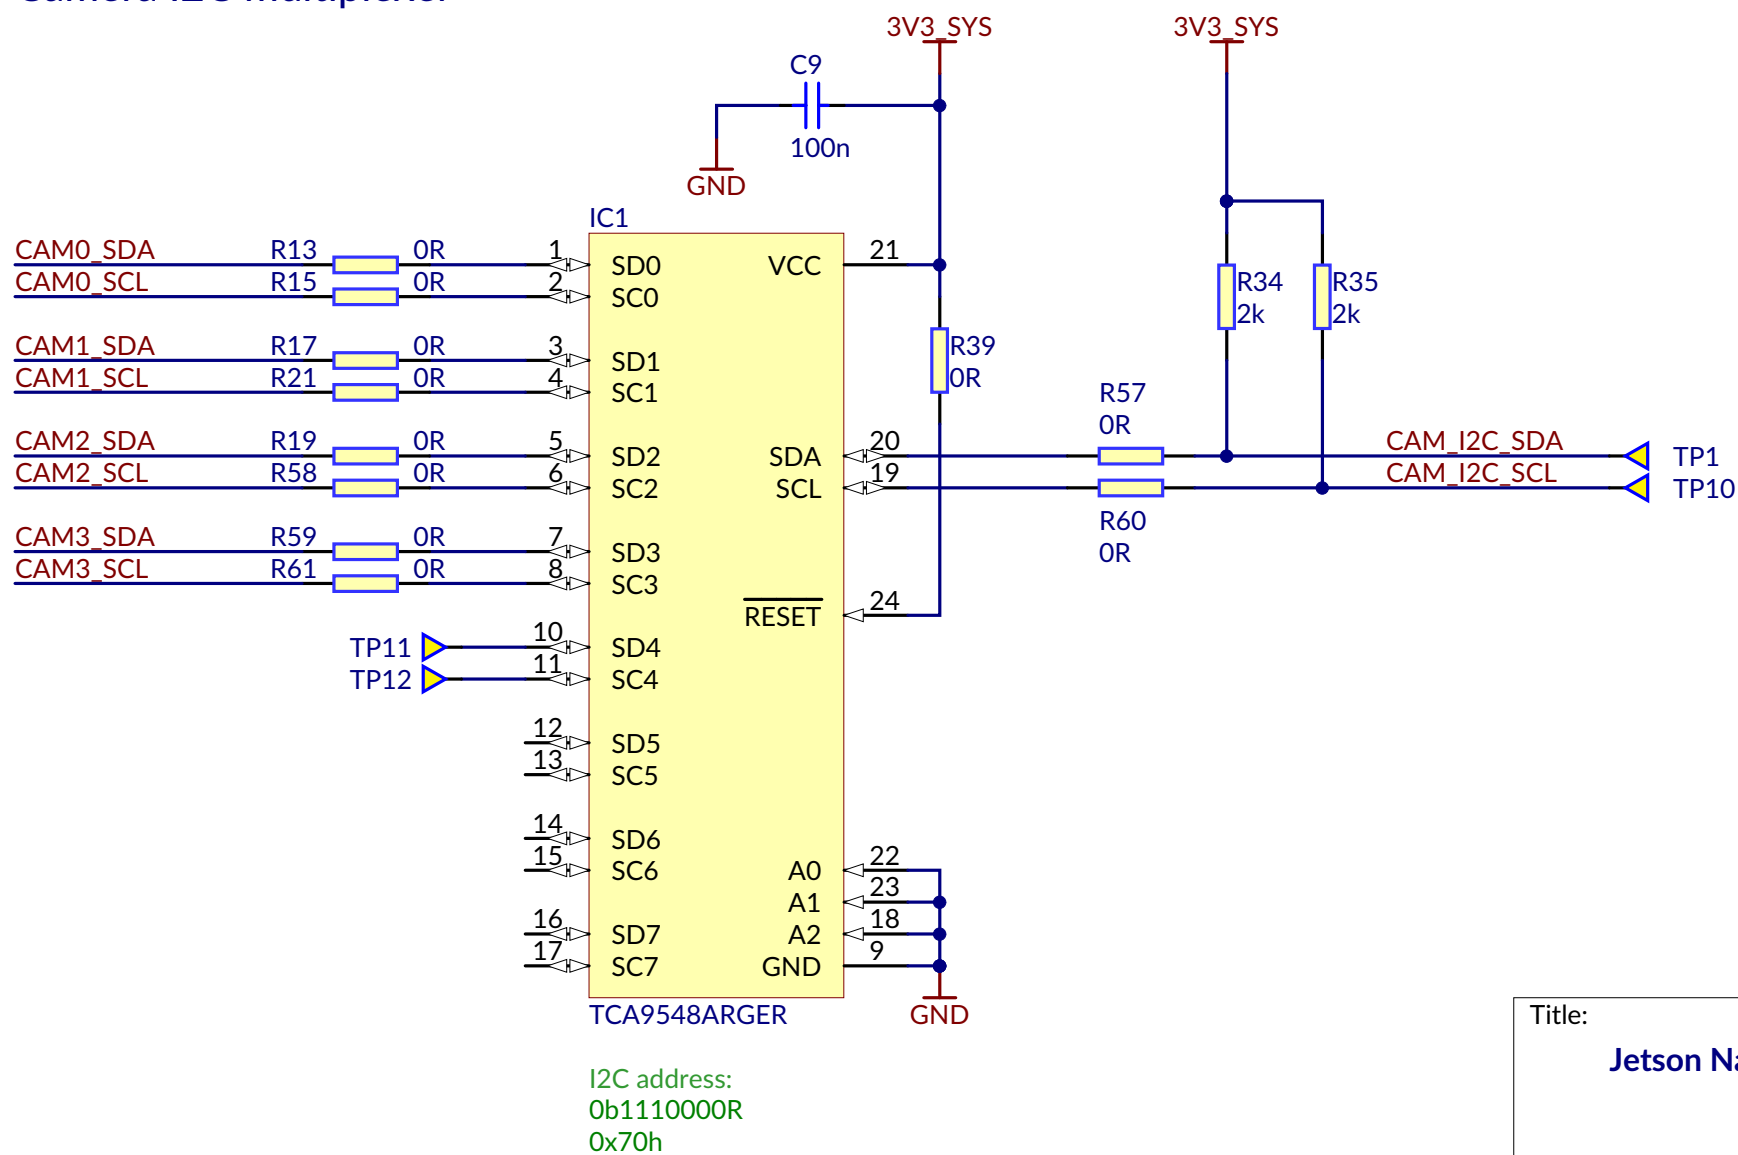 Camera I2C Multiplexer
3V3_SYS
3V3_SYS
C9
100n
GND
IC1
CAM0_SDA R13 0R 1 SD0 VCC 21
CAM0_SCL R15 0R 2 SC0
R34
2k
R35
2k
CAM1_SDA R17 0R 3 SD1
CAM1_SCL R21 0R 4 SC1
R39
0R
R57
0R
CAM2_SDA R19 0R 5 SD2 SDA 20 CAM_I2C_SDA TP1
CAM2_SCL R58 0R 6 SC2 SCL 19 CAM_I2C_SCL TP10
R60
0R
CAM3_SDA R59 0R 7 SD3
CAM3_SCL R61 0R 8 SC3
RESET 24
TP11 10 SD4
TP12 11 SC4
12 SD5
13 SC5
14 SD6
15 SC6 A0 22
A1 23
16 SD7 A2 18
17 SC7 GND 9
TCA9548ARGER
GND
Title:
Jetson Na
I2C address:
0b1110000R
0x70h